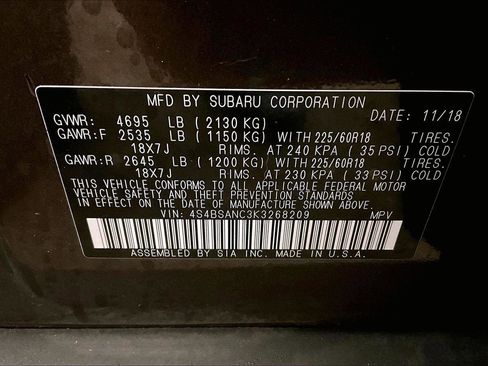 MFD BY SUBARU CORPORATION
GVWR: 4695 LB (2130 KG) DATE: 11/18
GAWR:F 2535 LB (1150 KG) WITH 225/60R18 TIRES.
18X7J RIMS. AT 240 KPA (35 PSI) COLD
GAWR:R 2645 LB (1200 KG) WITH 225/60R18 TIRES.
18X7J RIMS. AT 230 KPA (33 PSI) COLD
THIS VEHICLE CONFORMS TO ALL APPLICABLE FEDERAL MOTOR
VEHICLE SAFETY AND THEFT PREVENTION STANDARDS
IN EFFECT ON THE DATE OF MANUFACTURE SHOWN ABOVE.
VIN: 4S4BSANC3K3268209 MPV
ASSEMBLED BY SIA INC. MADE IN U.S.A.